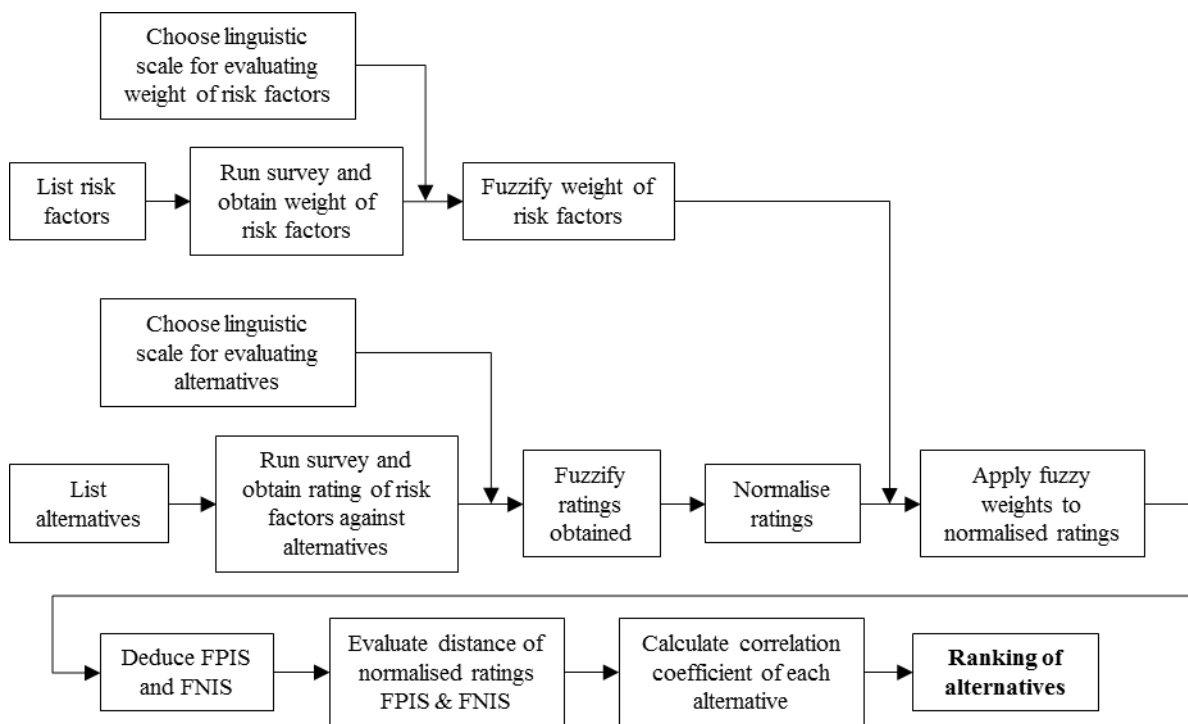 Choose linguistic
scale for evaluating
weight of risk factors
List risk
factors
Run survey and
obtain weight of
risk factors
Fuzzify weight of
risk factors
Choose linguistic
scale for evaluating
alternatives
List
alternatives
Run survey and
obtain rating of risk
factors against
alternatives
Fuzzify
ratings
obtained
Normalise
ratings
Apply fuzzy
weights to
normalised ratings
Deduce FPIS
and FNIS
Evaluate distance of
normalised ratings
FPIS & FNIS
Calculate correlation
coefficient of each
alternative
Ranking of
alternatives